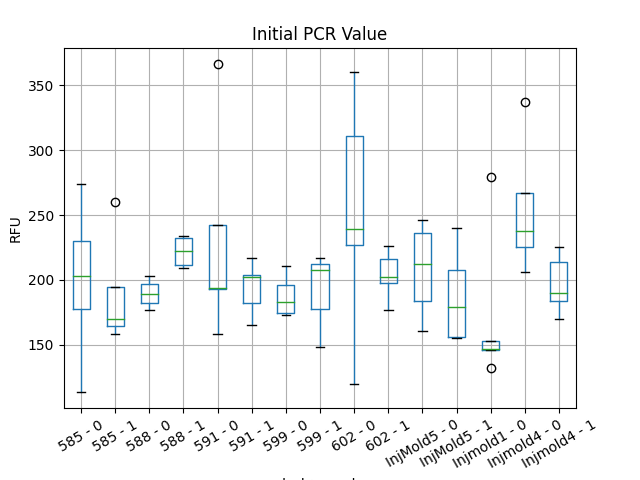 Initial PCR Value
RFU
350
300
250
200
150
585 - 0
585 - 1
588 - 0
588 - 1
591 - 0
591 - 1
599 - 0
599 - 1
602 - 0
602 - 1
InjMold5 - 0
InjMold5 - 1
Injmold1 - 0
Injmold4 - 0
Injmold4 - 1